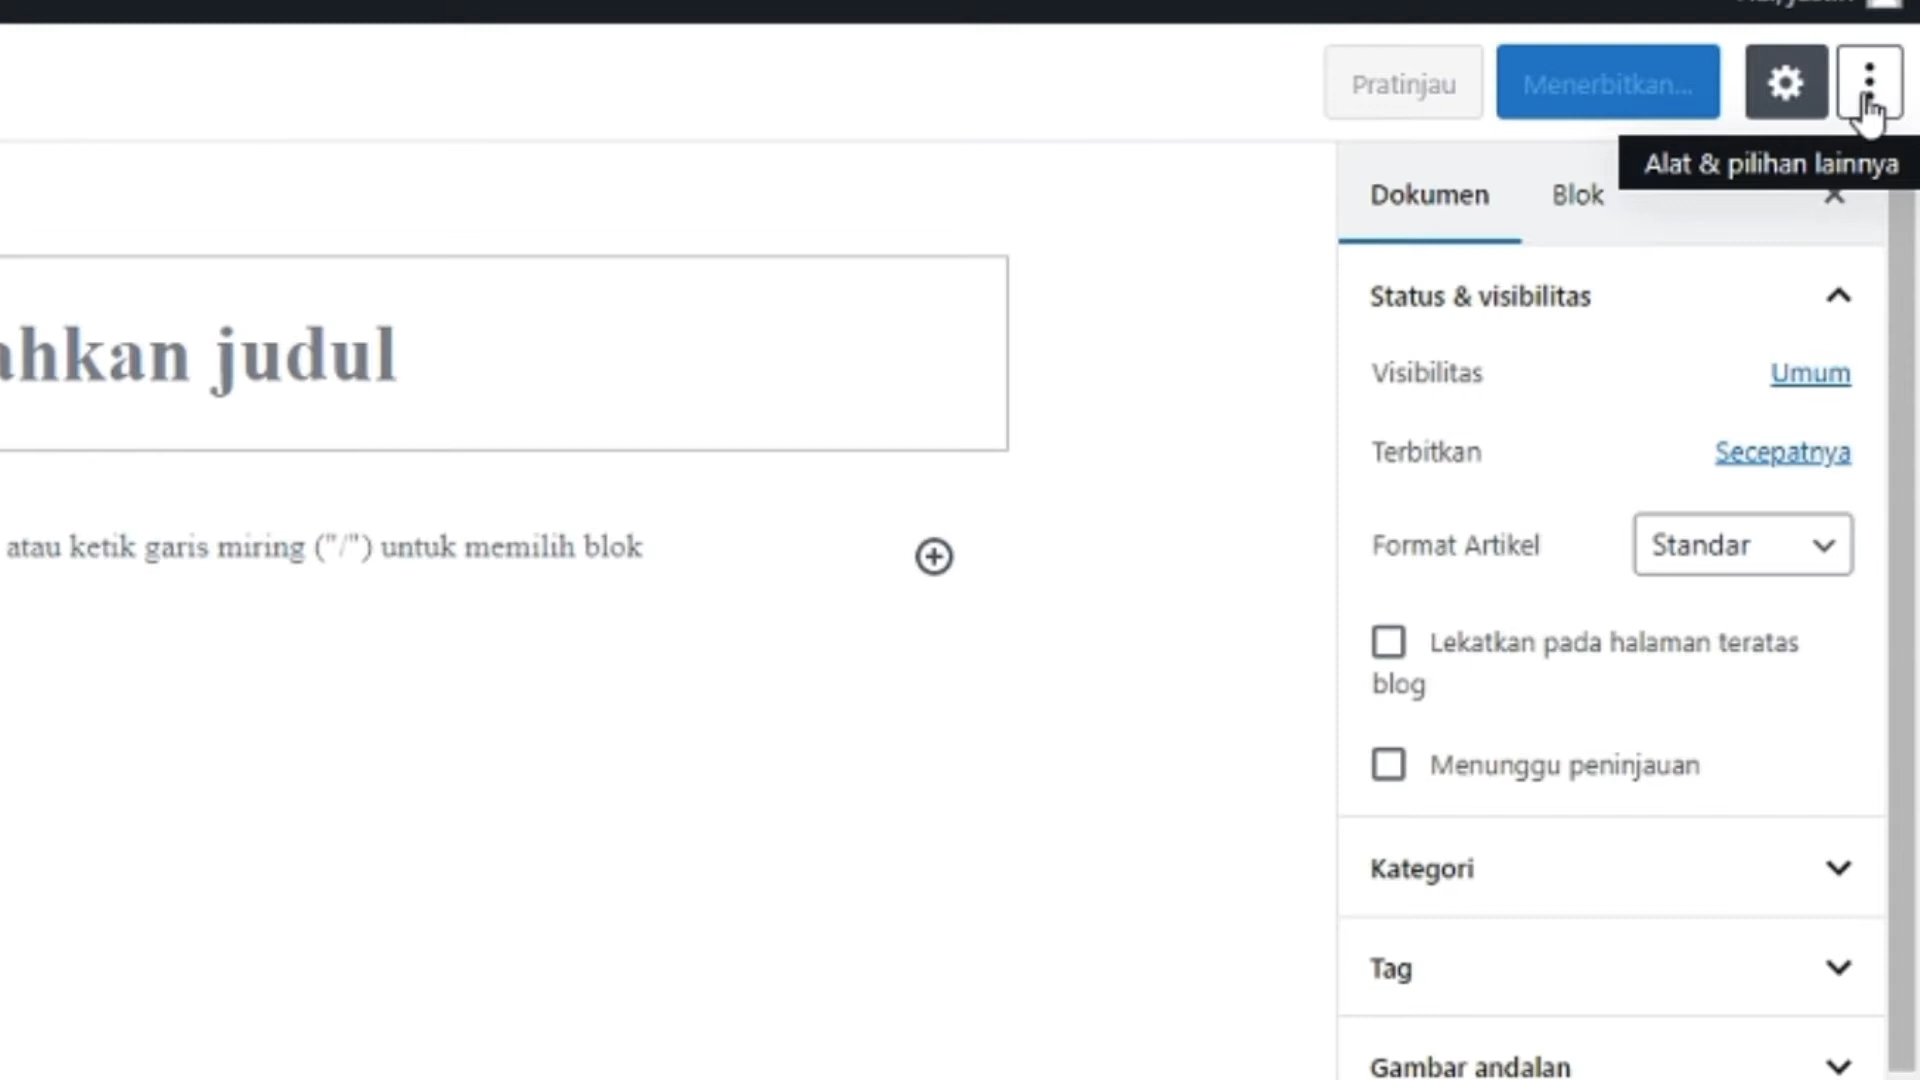 Pratinjau
Menerbitkan...
Alat & pilihan lainnya
Dokumen
Blok
Status & visibilitas
ahkan judul
Visibilitas
Umum
Terbitkan
Secepatnya
atau ketik garis miring ("/") untuk memilih blok
Format Artikel
Standar
Lekatkan pada halaman teratas
blog
Menunggu peninjauan
Kategori
Tag
Gambar andalan